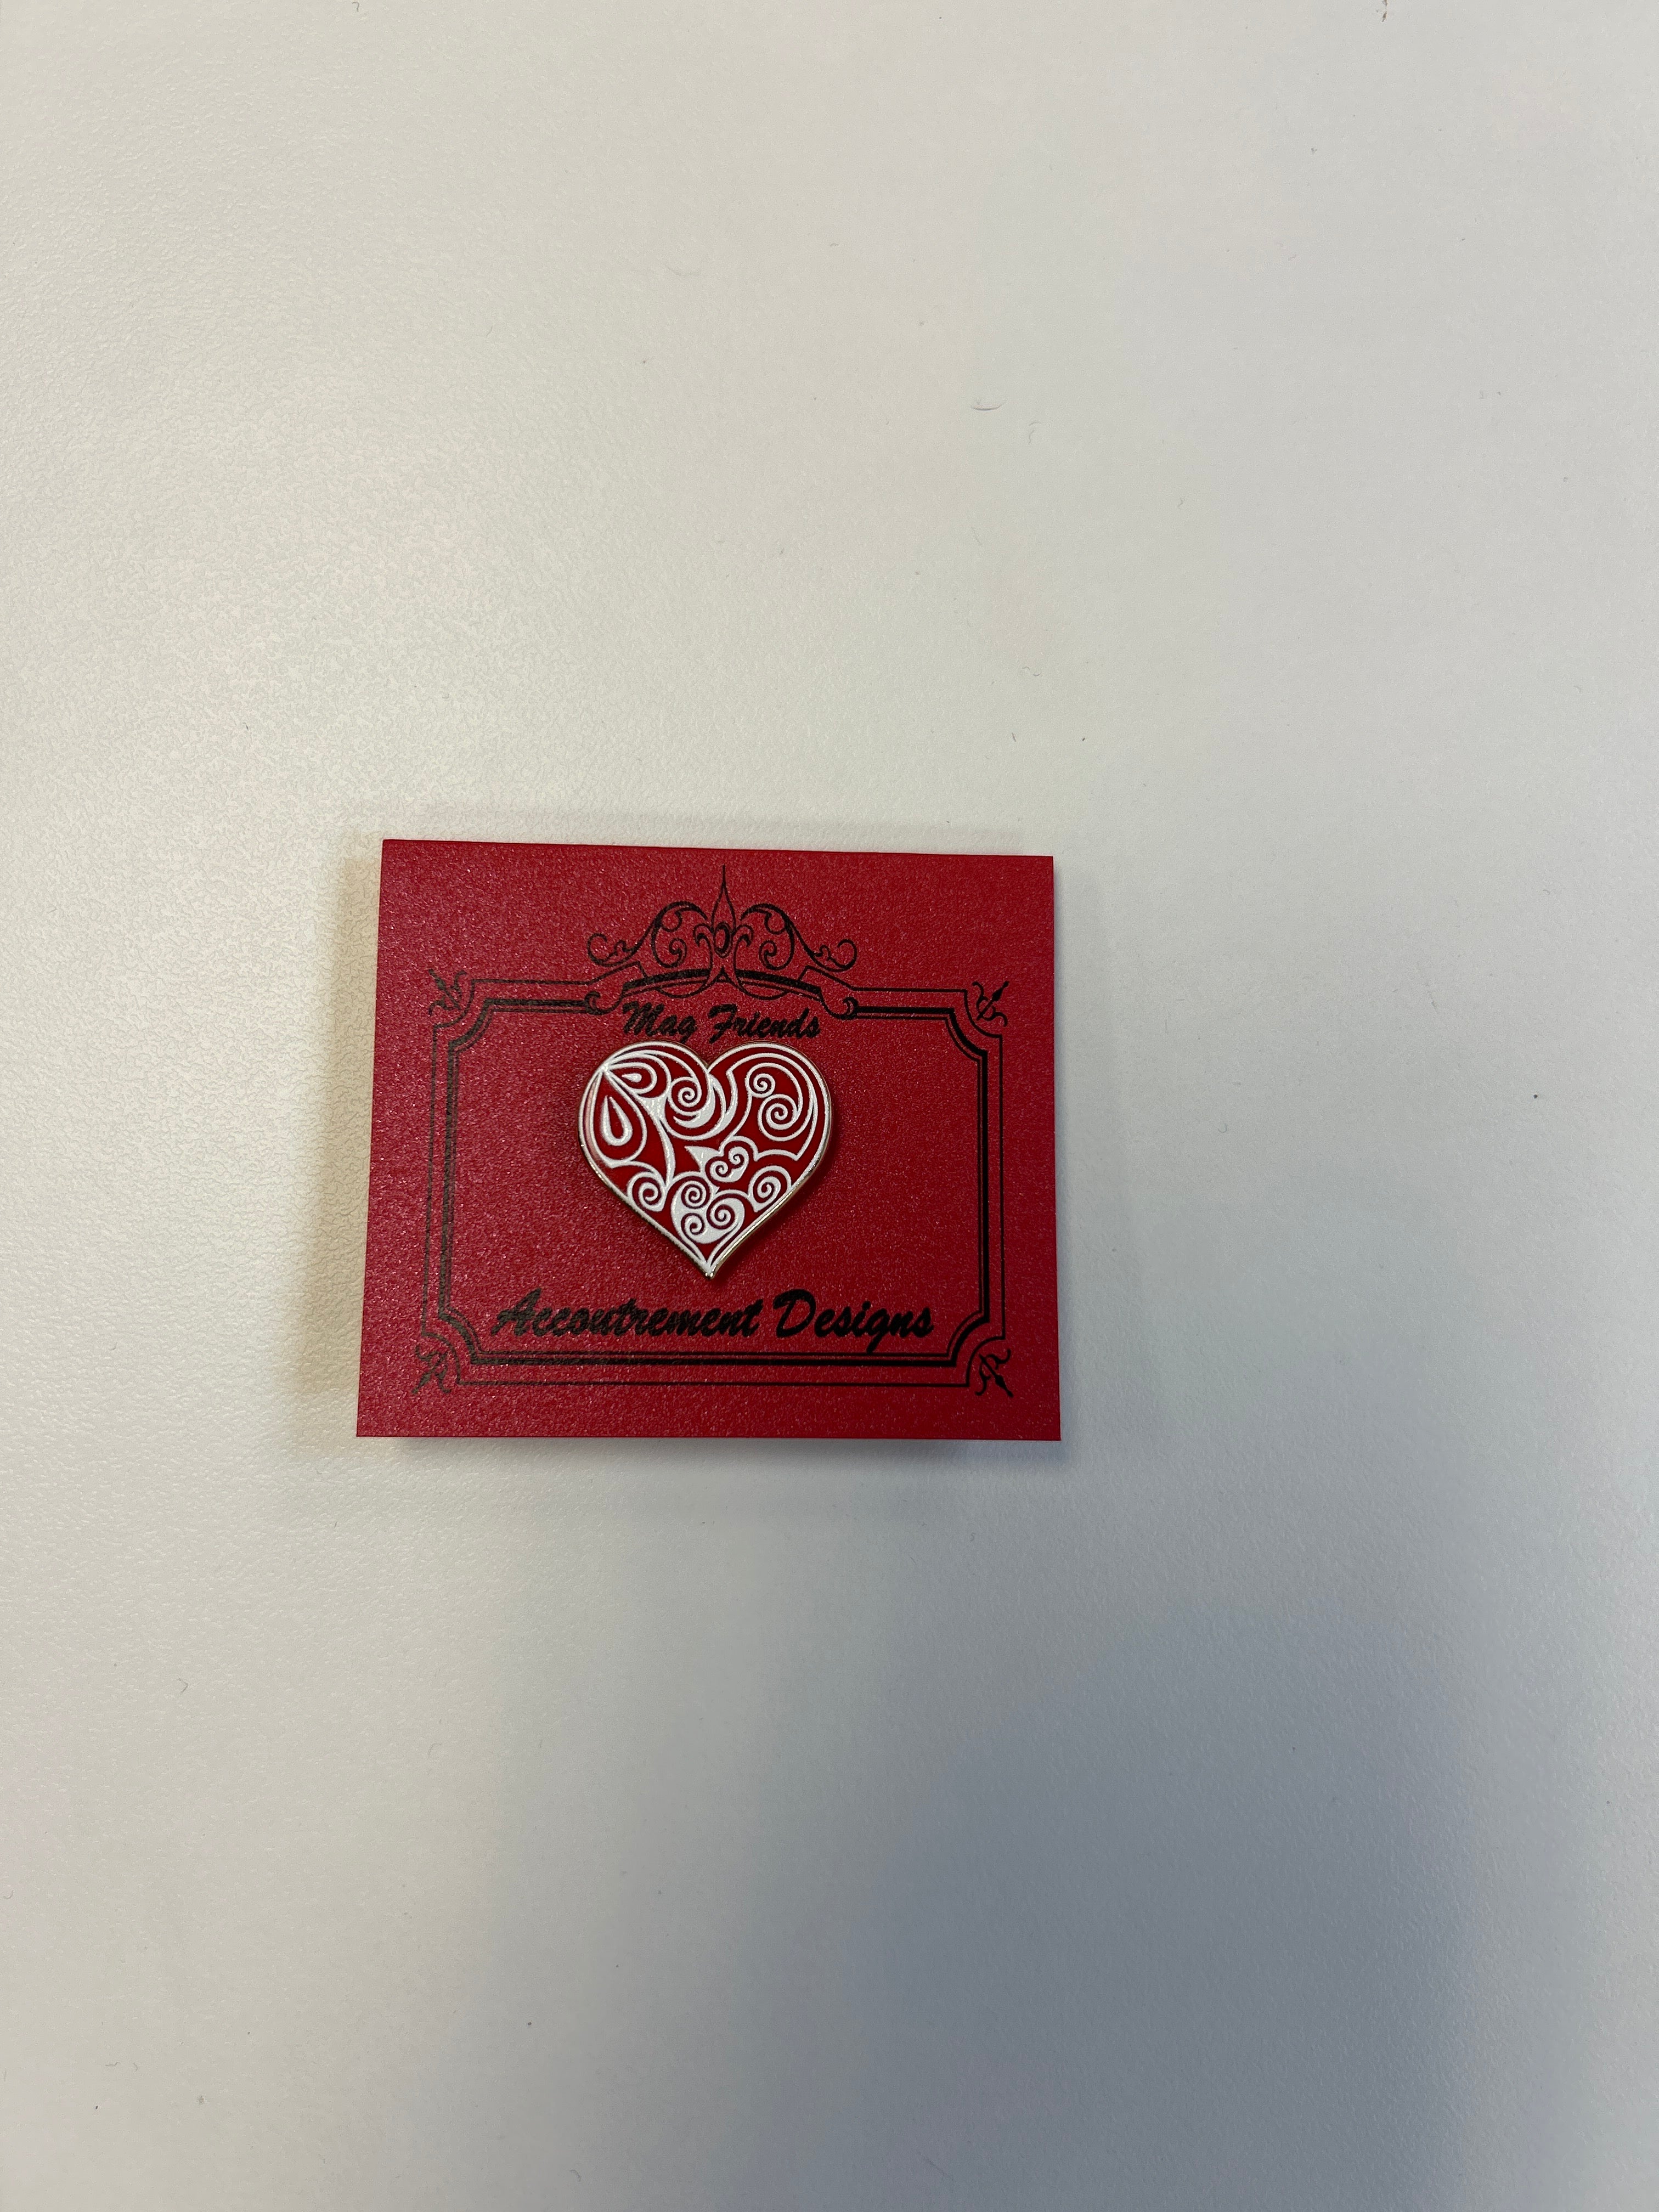 Mag Friends
Accoutrement Designs